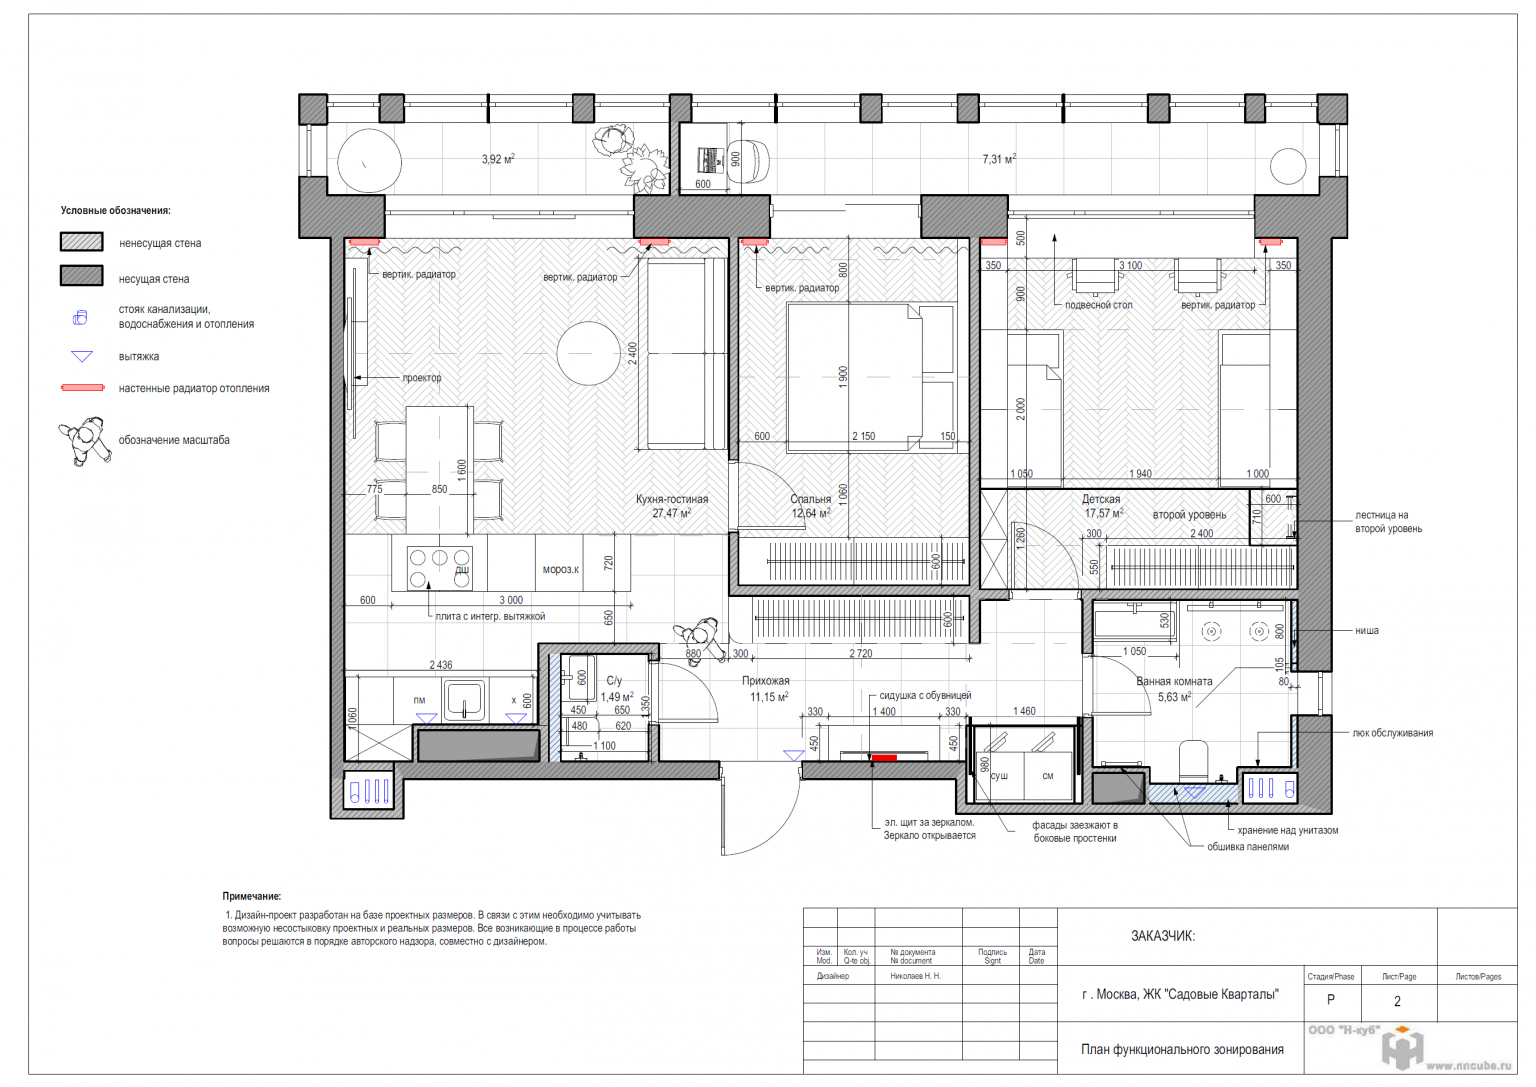 3,92 м²
7,31 м²
900
600
Условные обозначения:
ненесущая стена
несущая стена
стояк канализации,
водоснабжения и отопления
вытяжка
настенные радиатор отопления
обозначение масштаба
вертик. радиатор
вертик. радиатор
вертик. радиатор
вертик. радиатор
подвесной стол
500
350
3 100
350
800
900
2 400
проектор
1 900
2 000
600
2 150
150
1 600
775
850
1 060
1 050
1 940
1 000
Кухня-гостиная
27,47 м²
Спальня
12,64 м²
Детская
17,57 м²
второй уровень
600
710
лестница на
второй уровень
1 260
300
2 400
550
600
720
дш
мороз.к
600
3 000
плита с интегр. вытяжкой
650
600
530
800
ниша
880
300
2 720
1 050
105
80
2 436
600
1 060
пм
х
С/у
1,49 м²
600
450
650
480
620
1 100
1 350
Прихожая
11,15 м²
сидушка с обувницей
330
1 400
330
1 460
450
450
Ванная комната
5,63 м²
люк обслуживания
980
суш
см
эл. щит за зеркалом.
Зеркало открывается
фасады заезжают в
боковые простенки
хранение над унитазом
обшивка панелями
Примечание:
1. Дизайн-проект разработан на базе проектных размеров. В связи с этим необходимо учитывать
возможную несостыковку проектных и реальных размеров. Все возникающие в процессе работы
вопросы решаются в порядке авторского надзора, совместно с дизайнером.
Изм. Кол. уч № документа Подпись Дата
Mod. Q-te obj. № document Signt Date
Дизайнер Николаев Н. Н.
ЗАКАЗЧИК:
г . Москва, ЖК "Садовые Кварталы"
Стадия/Phase Лист/Page Листов/Pages
Р 2
План функционального зонирования
ООО "Н-куб"
www.nncube.ru